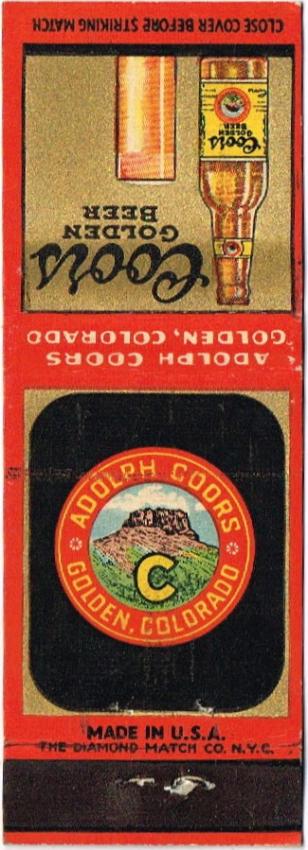 CLOSE COVER BEFORE STRIKING MATCH
Coors
GOLDEN
BEER
Coors
GOLDEN
BEER
ADOLPH COORS
GOLDEN, COLORADO
ADOLPH COORS
C
GOLDEN, COLORADO
MADE IN U.S.A.
THE DIAMOND MATCH CO. N.Y.C.